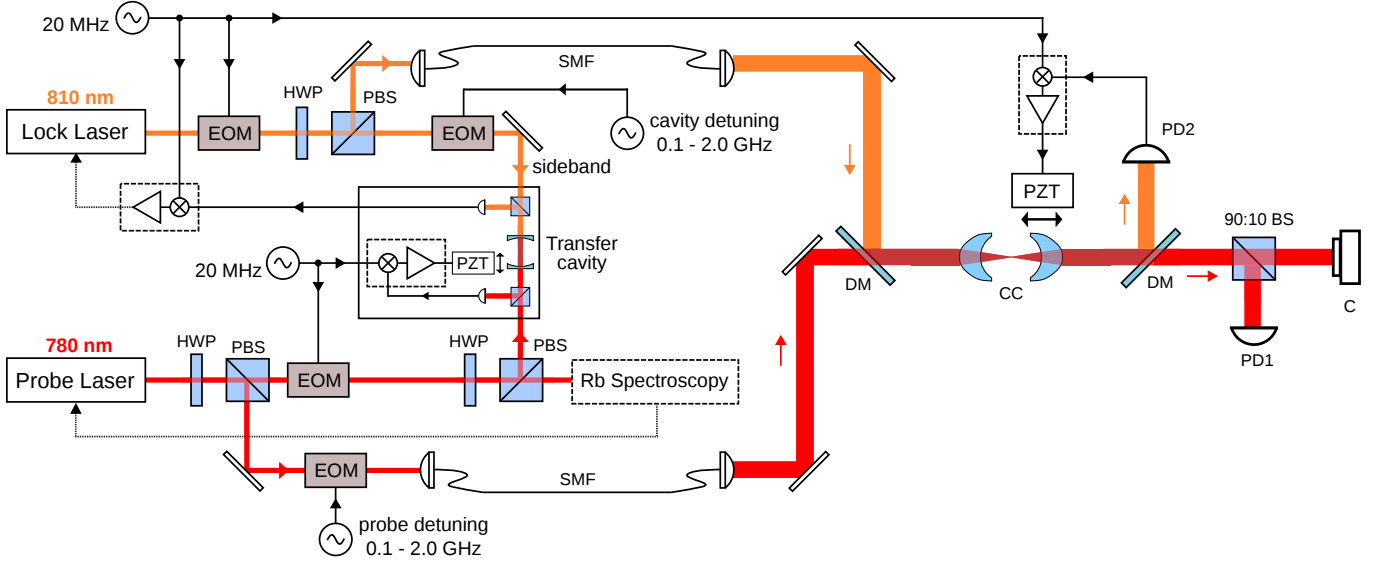 20 MHz
SMF
HWP
PBS
810 nm
Lock Laser
EOM
EOM
cavity detuning
0.1 - 2.0 GHz
sideband
PD2
PZT
Transfer
cavity
20 MHz
PZT
90:10 BS
DM
CC
DM
C
PD1
780 nm
HWP
PBS
HWP
PBS
Probe Laser
EOM
Rb Spectroscopy
EOM
SMF
probe detuning
0.1 - 2.0 GHz